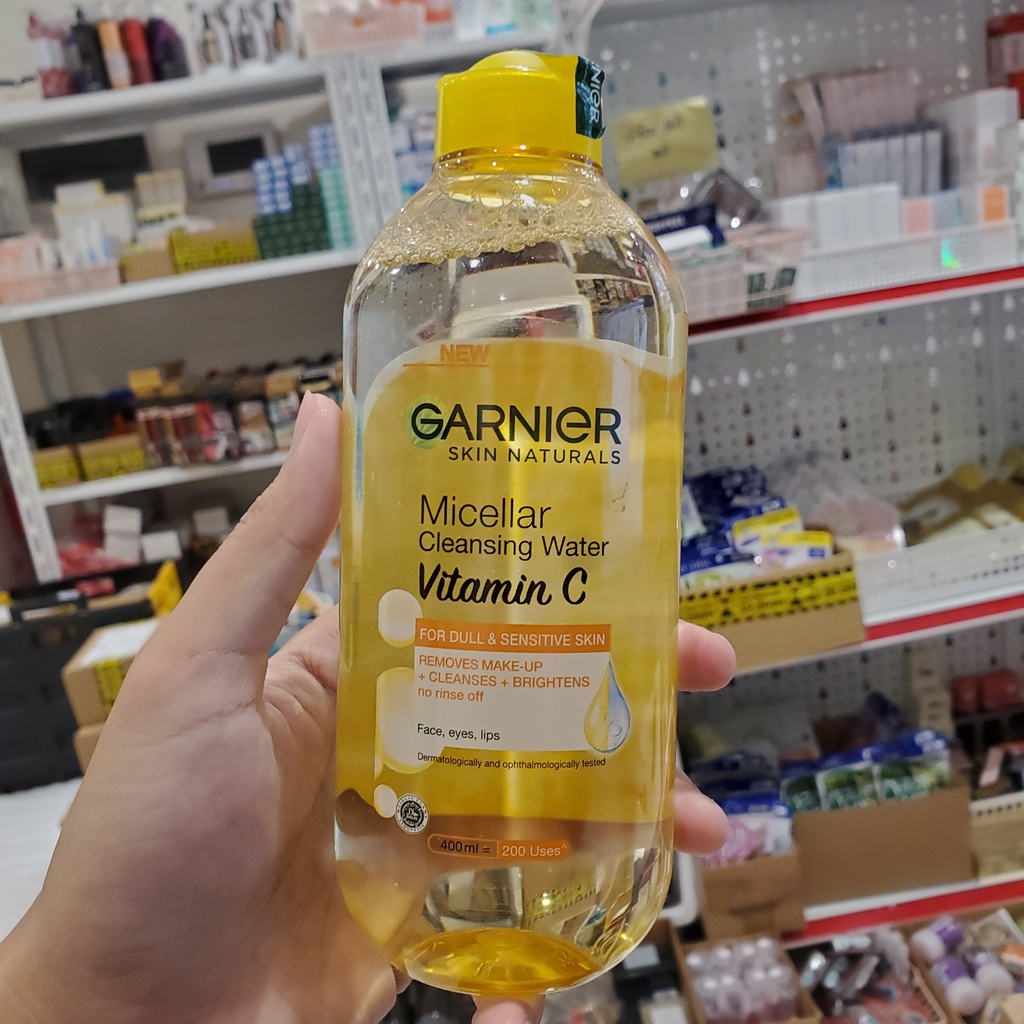 NEW
GARNIER
SKIN NATURALS
Micellar
Cleansing Water
Vitamin C
FOR DULL & SENSITIVE SKIN
REMOVES MAKE-UP
+ CLEANSES + BRIGHTENS
no rinse off
Face, eyes, lips
Dermatologically and ophthalmologically tested
400ml = 200 Uses^